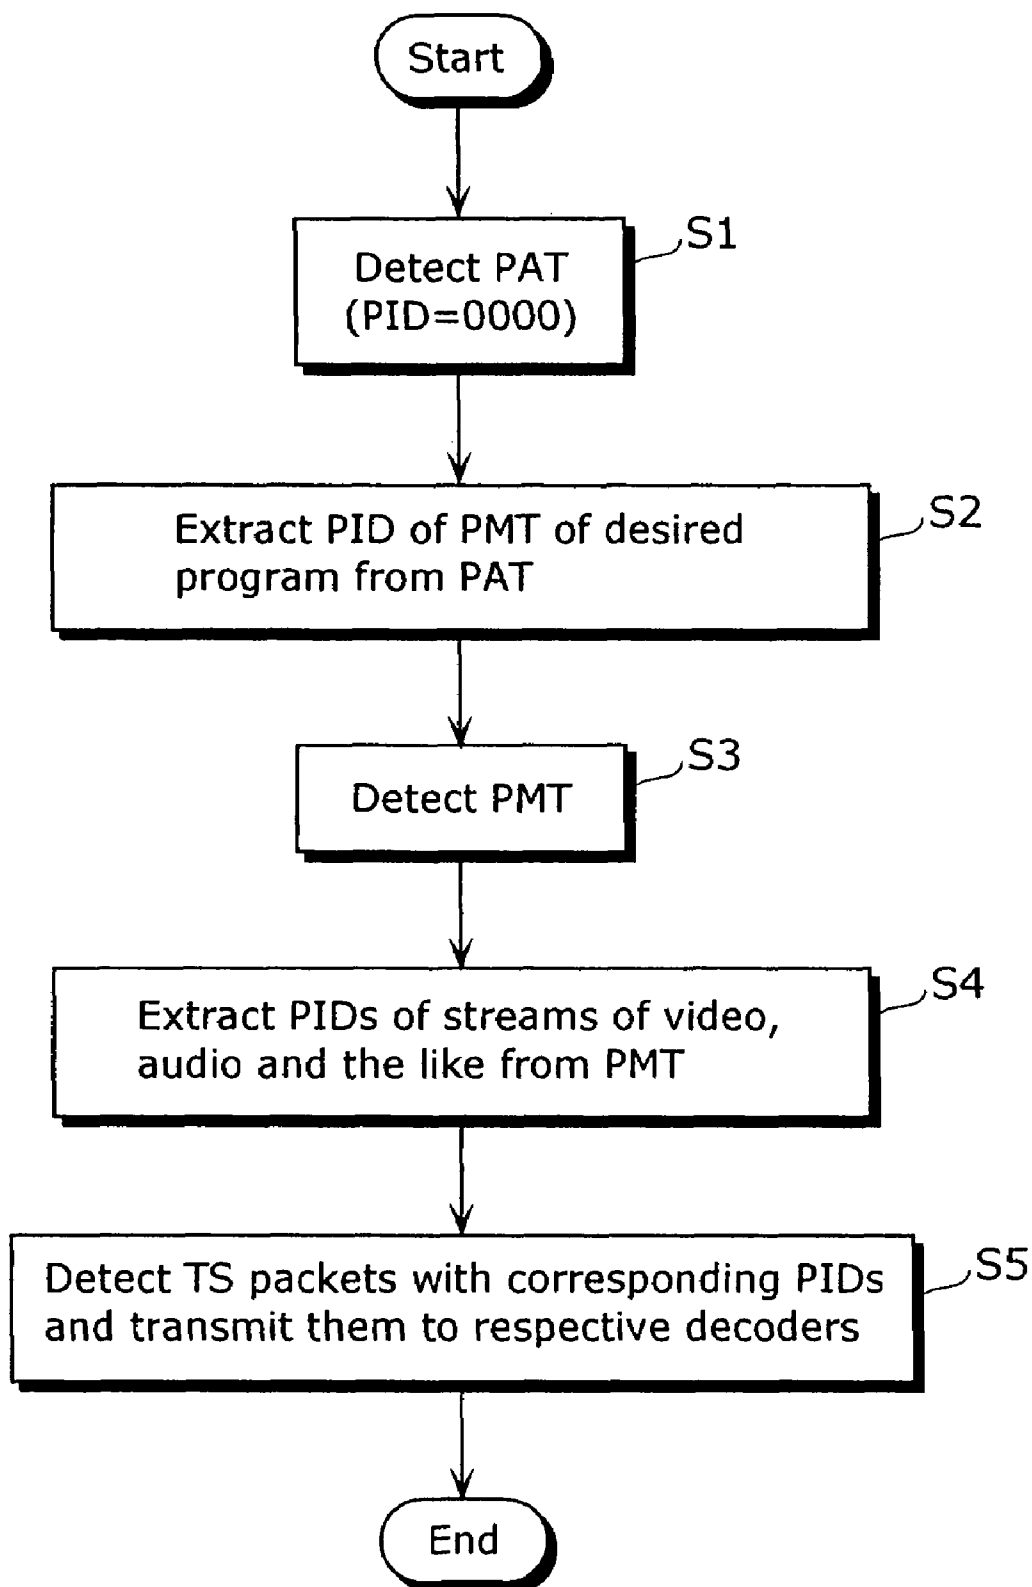 Start
S1
Detect PAT
(PID=0000)
S2
Extract PID of PMT of desired
program from PAT
S3
Detect PMT
S4
Extract PIDs of streams of video,
audio and the like from PMT
S5
Detect TS packets with corresponding PIDs
and transmit them to respective decoders
End